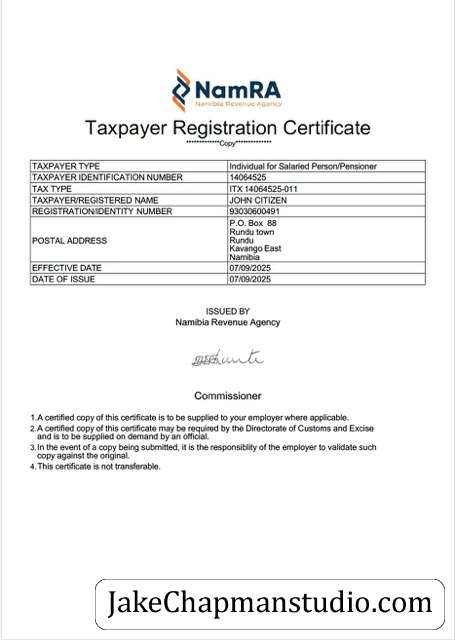 NamRA
Namibia Revenue Agency
Taxpayer Registration Certificate
*************Copy**************
TAXPAYER TYPE Individual for Salaried Person/Pensioner
TAXPAYER IDENTIFICATION NUMBER 14064525
TAX TYPE ITX 14064525-011
TAXPAYER/REGISTERED NAME JOHN CITIZEN
REGISTRATION/IDENTITY NUMBER 93030600491
POSTAL ADDRESS P.O. Box 88
Rundu town
Rundu
Kavango East
Namibia
EFFECTIVE DATE 07/09/2025
DATE OF ISSUE 07/09/2025
ISSUED BY
Namibia Revenue Agency
Commissioner
1.A certified copy of this certificate is to be supplied to your employer where applicable.
2.A certified copy of this certificate may be required by the Directorate of Customs and Excise
and is to be supplied on demand by an official.
3.In the event of a copy being submitted, it is the responsiblity of the employer to validate such
copy against the original.
4.This certificate is not transferable.
JakeChapmanstudio.com